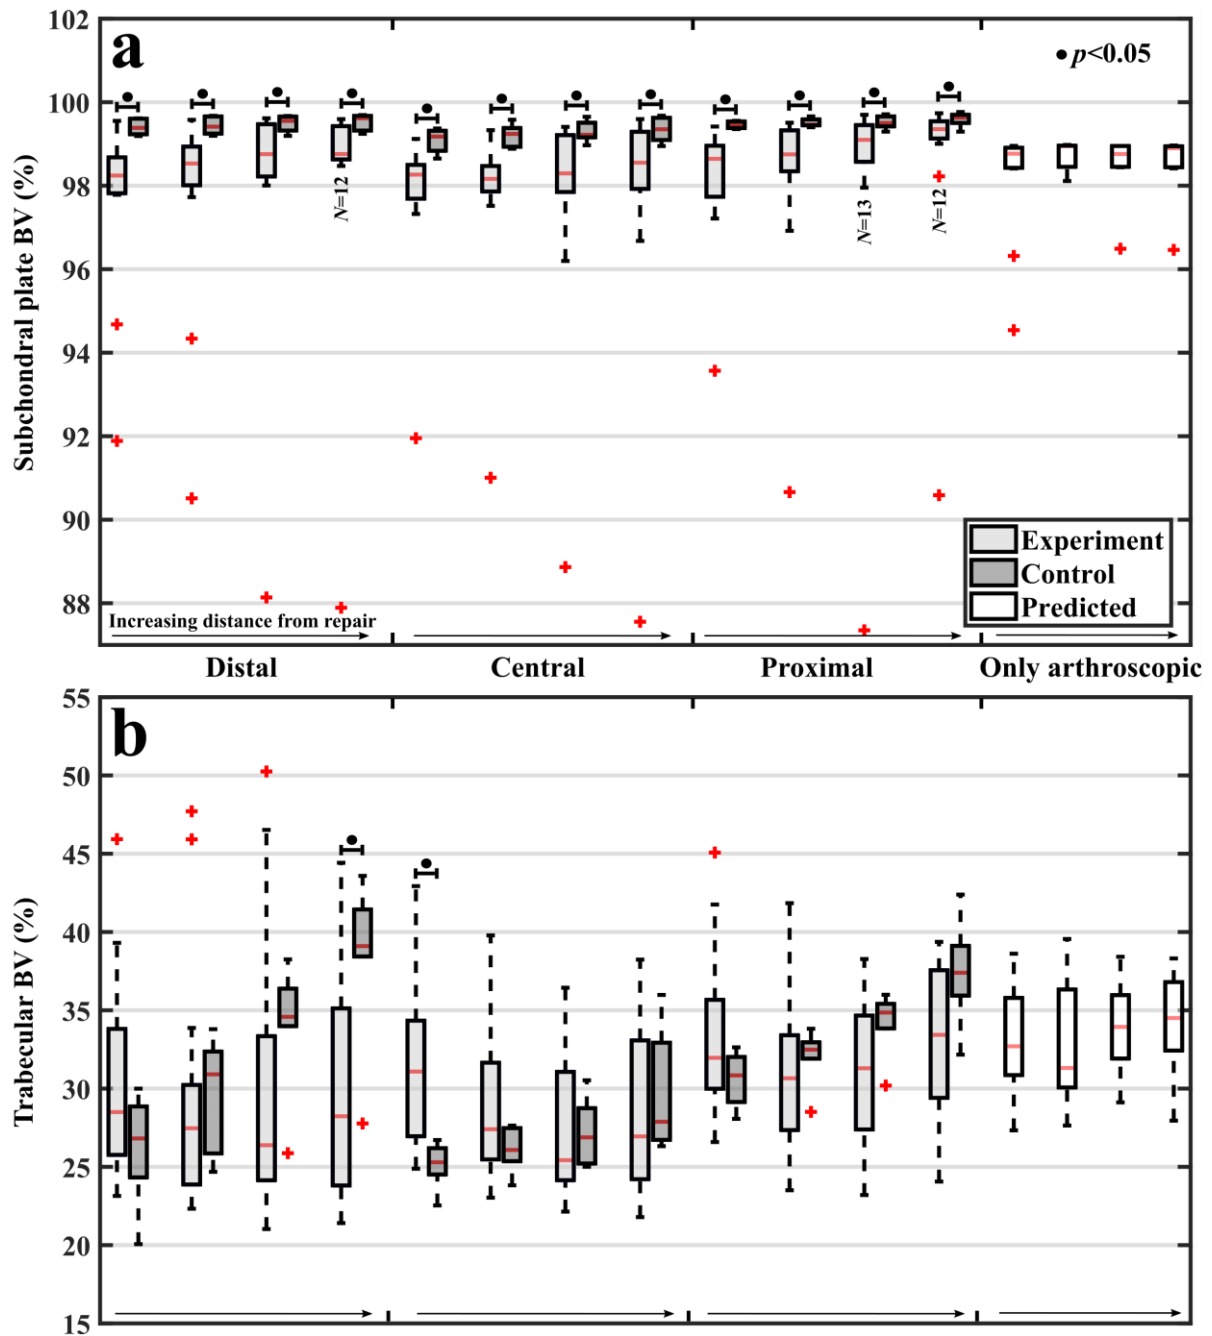 102
100
98
96
94
92
90
88
Subchondral plate BV (%)
a
● p<0.05
N=12
N=13
N=12
Experiment
Control
Predicted
Increasing distance from repair
Distal Central Proximal Only arthroscopic
55
50
45
40
35
30
25
20
15
Trabecular BV (%)
b